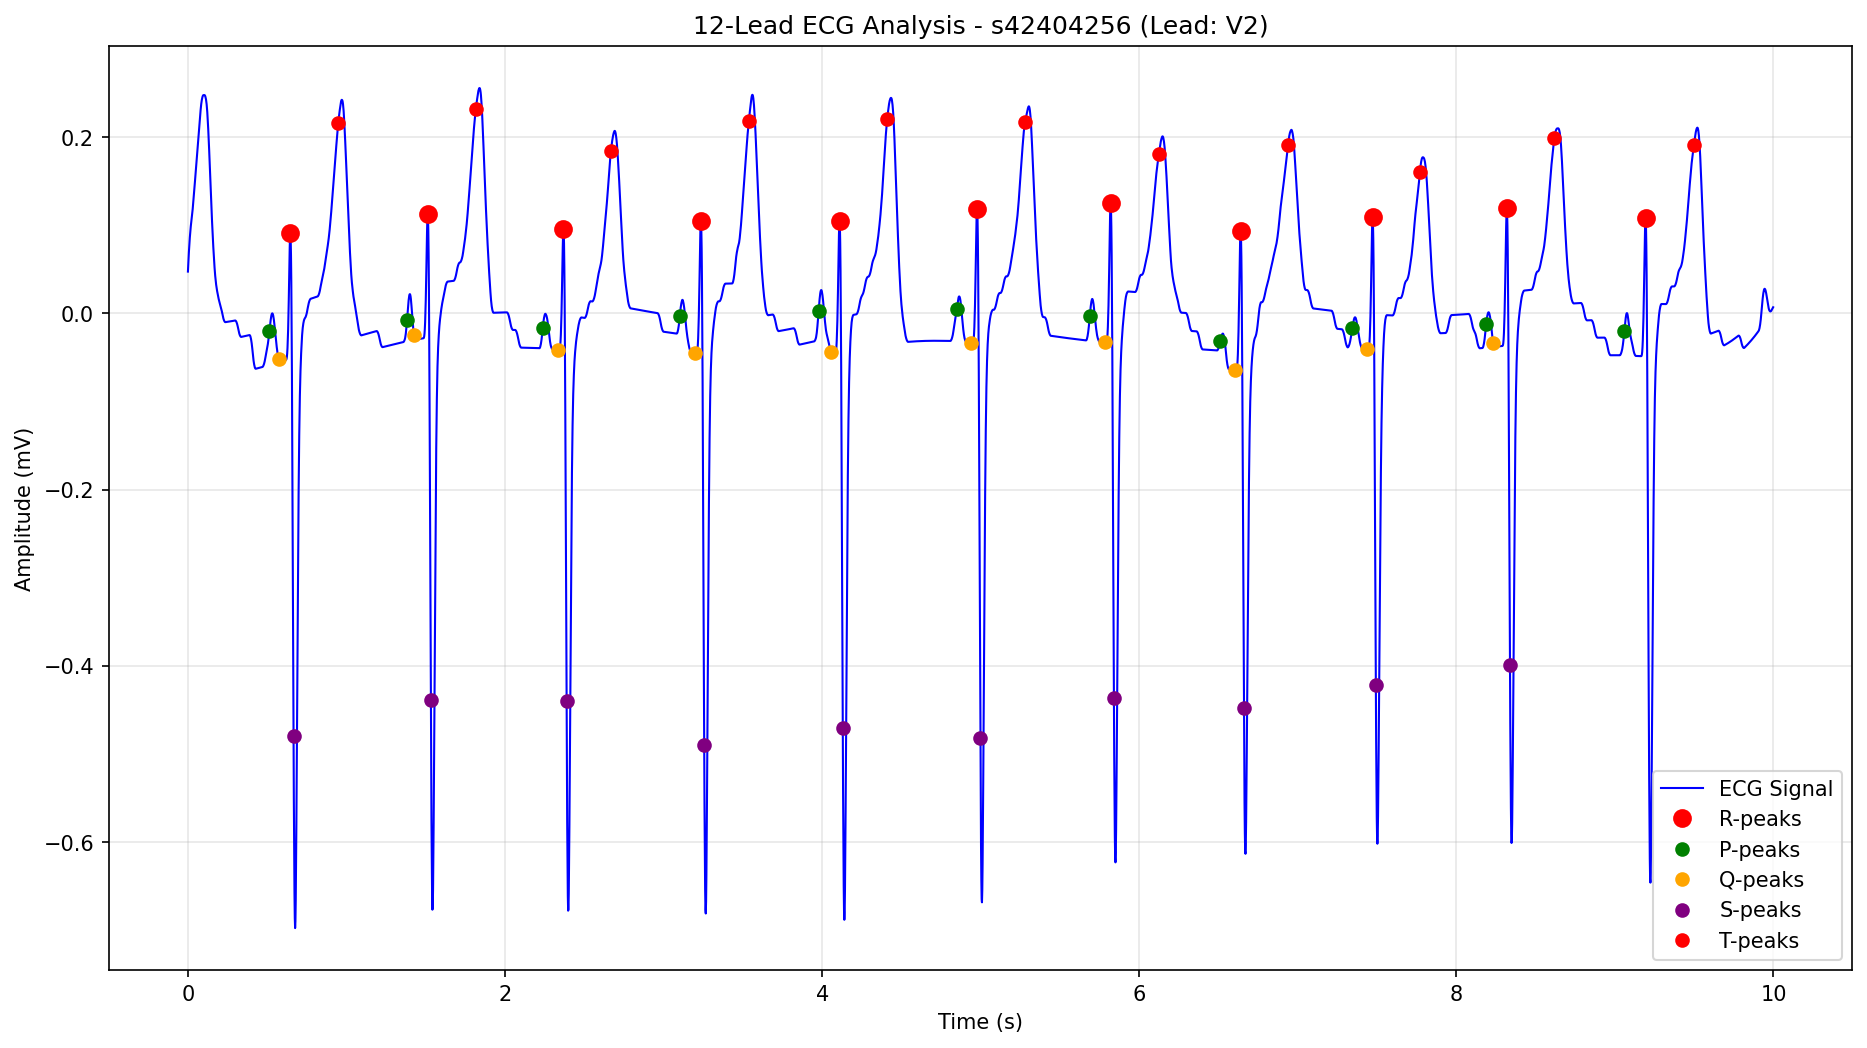 12-Lead ECG Analysis - s42404256 (Lead: V2)
Amplitude (mV)
0.2
0.0
−0.2
−0.4
−0.6
0 2 4 6 8 10
Time (s)
ECG Signal
R-peaks
P-peaks
Q-peaks
S-peaks
T-peaks